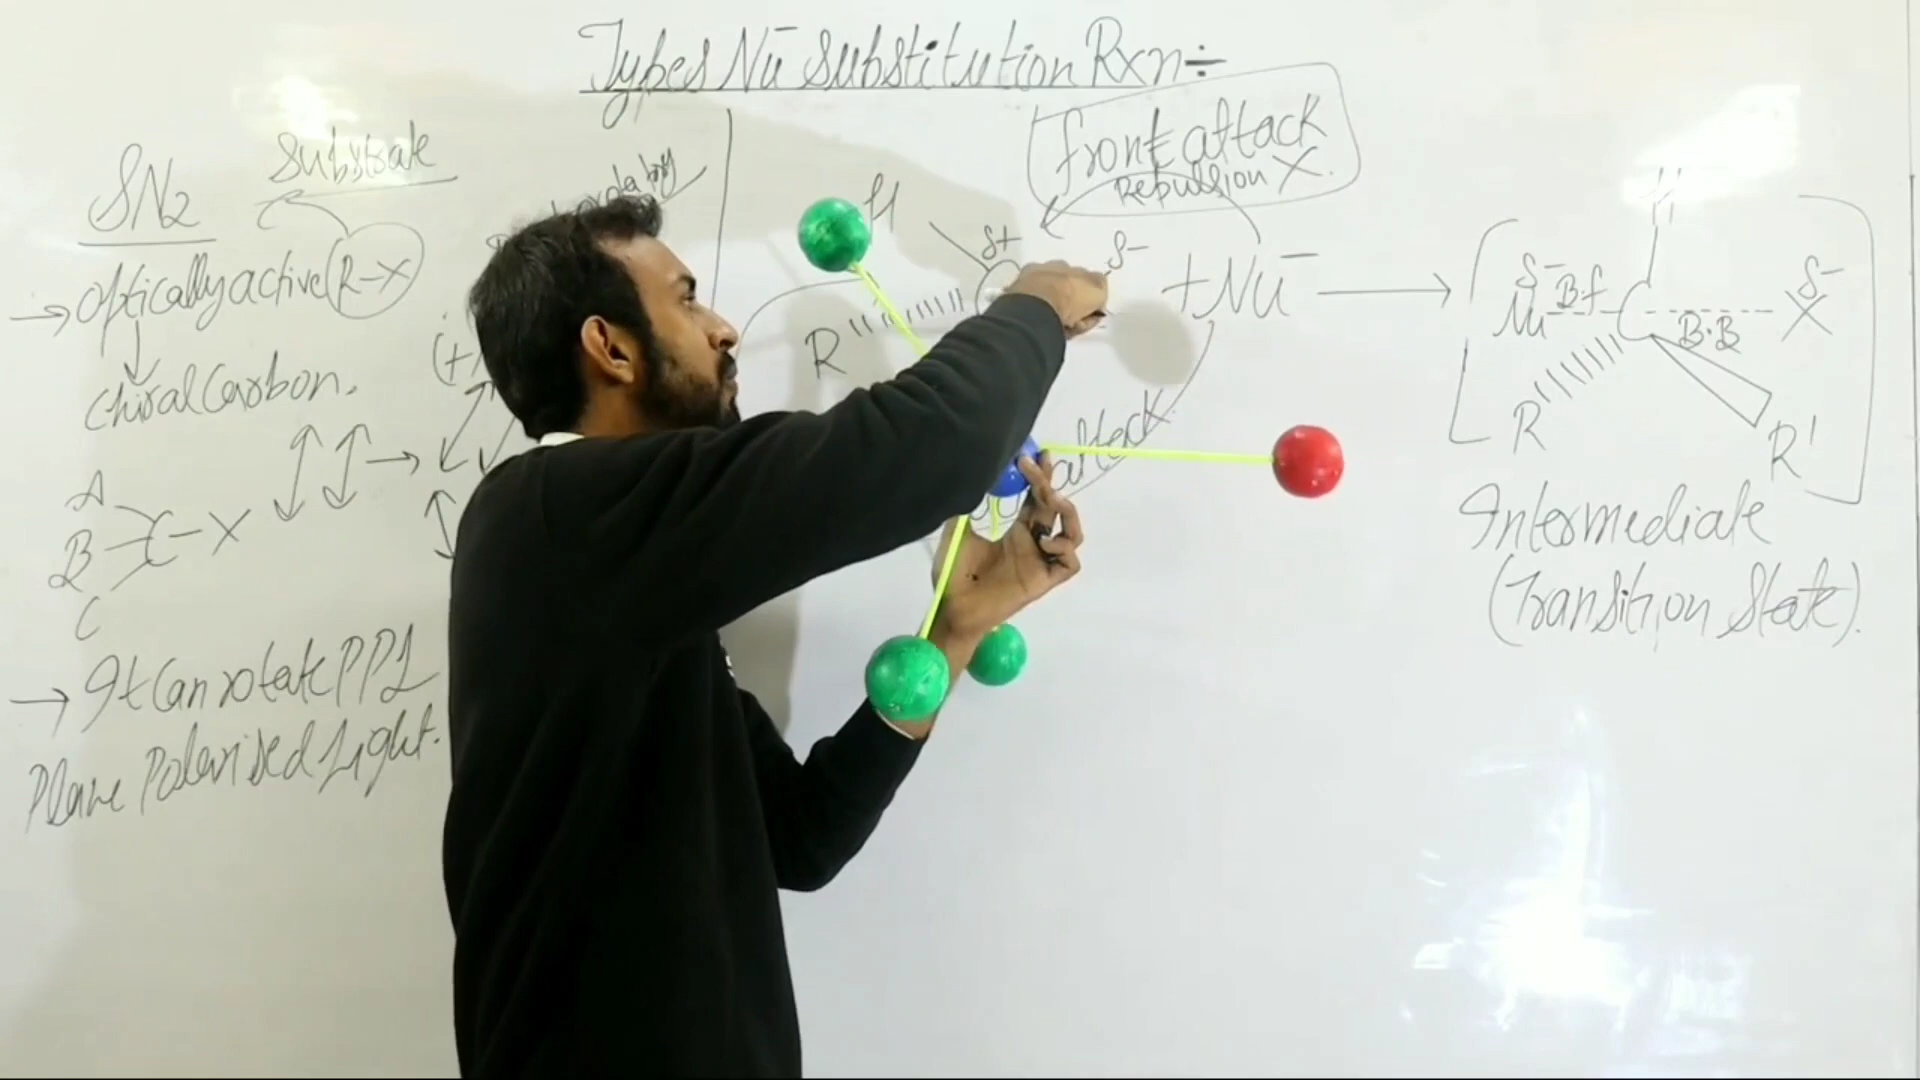 Types Nu⁻ Substitution Rxn÷
SN2
Substrate
→ Optically active R-X
↓
Chiral Carbon.
A
B - C - X
C
→ It Can rotate PPL
Plane Polarised Light.
(+)
front attack
Repulsion X.
H
δ+
δ-
R
+ Nu⁻ →
attack
H
δ-
Nu
B.f
C
B.B
δ-
X
R
R'
Intermediate
(Transition State).